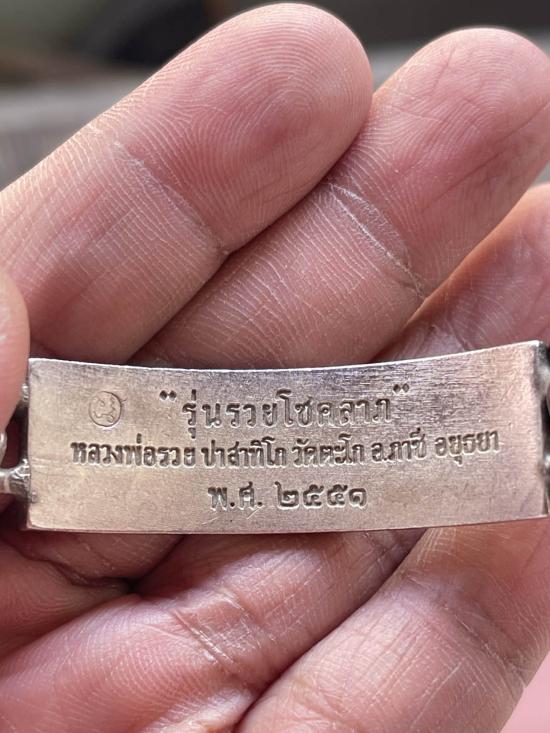 "รุ่นรวยโชคลาภ"
หลวงพ่อรวย ปาสาทิโก วัดตะโก อ.ภาชี อยุธยา
พ.ศ. ๒๕๕๑